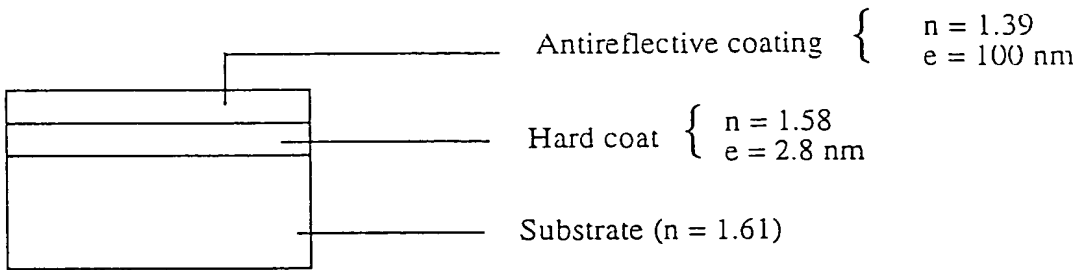 Antireflective coating { n = 1.39
e = 100 nm
Hard coat { n = 1.58
e = 2.8 nm
Substrate (n = 1.61)